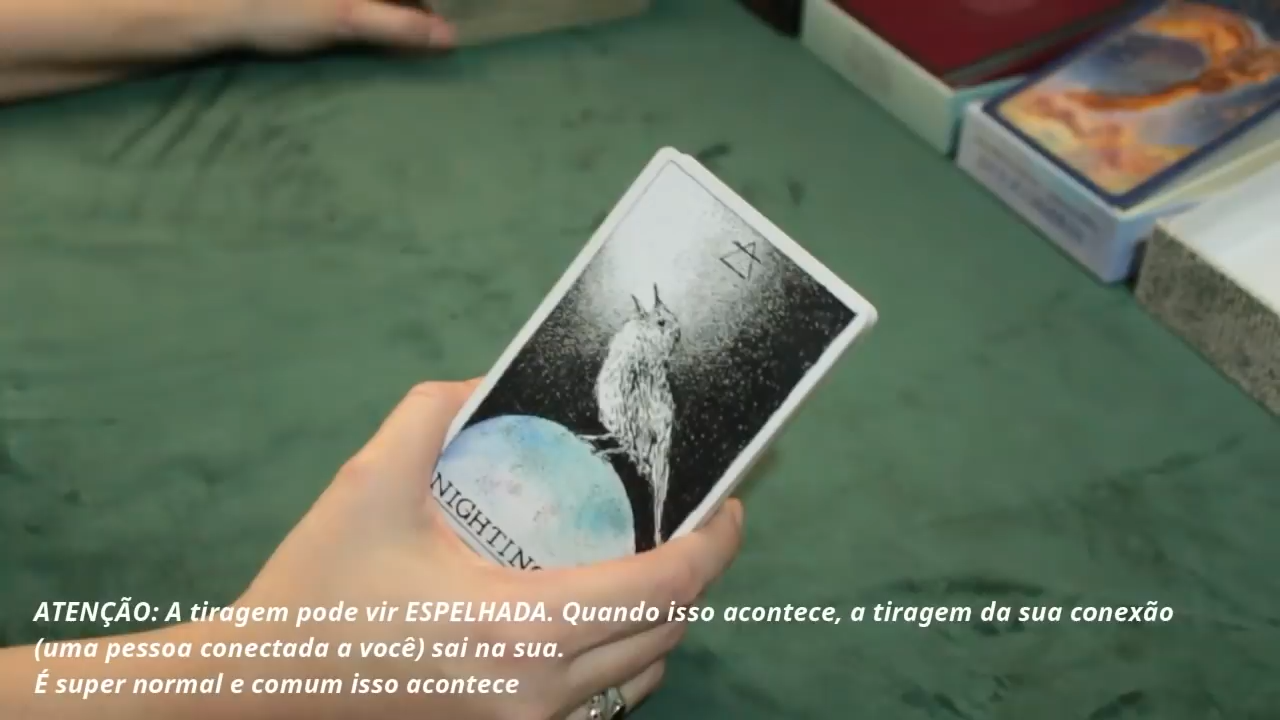 NIGHTING
ATENÇÃO: A tiragem pode vir ESPELHADA. Quando isso acontece, a tiragem da sua conexão
(uma pessoa conectada a você) sai na sua.
É super normal e comum isso acontece